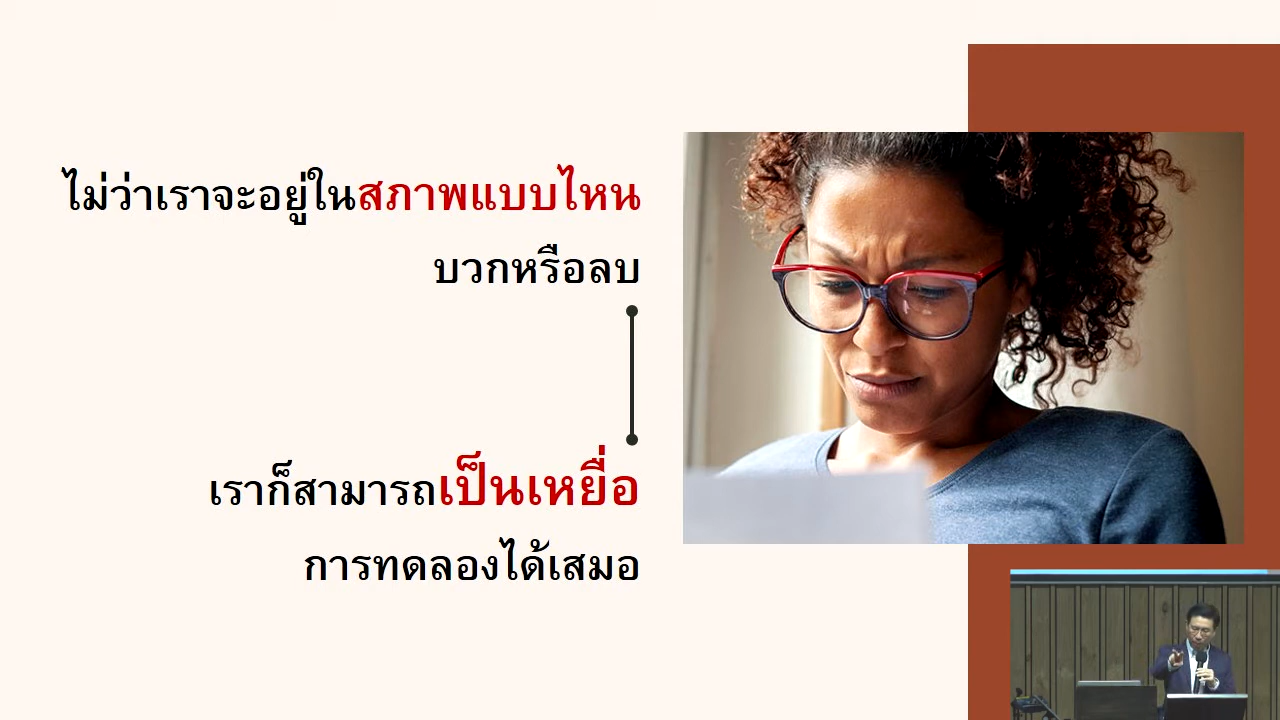 ไม่ว่าเราจะอยู่ในสภาพแบบไหน
บวกหรือลบ
เราก็สามารถเป็นเหยื่อ
การทดลองได้เสมอ